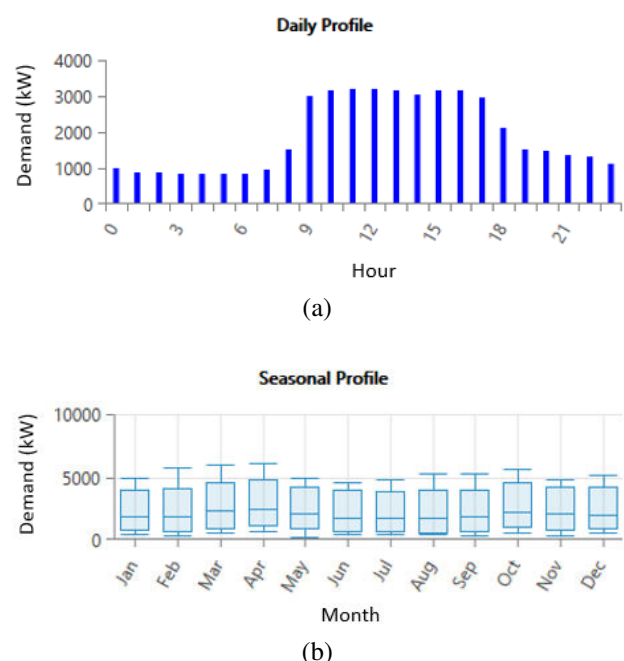 Daily Profile
4000
3000
2000
1000
0
Demand (kW)
0 3 6 9 12 15 18 21
Hour
(a)
Seasonal Profile
10000
5000
0
Demand (kW)
Jan Feb Mar Apr May Jun Jul Aug Sep Oct Nov Dec
Month
(b)